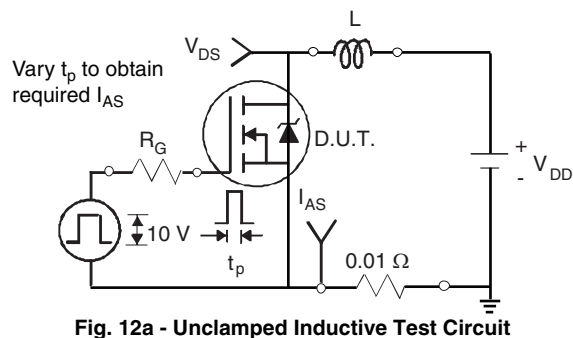 L
V_DS
Vary t_p to obtain
required I_AS
R_G
D.U.T.
+
V_DD
-
I_AS
10 V
t_p
0.01 Ω
Fig. 12a - Unclamped Inductive Test Circuit